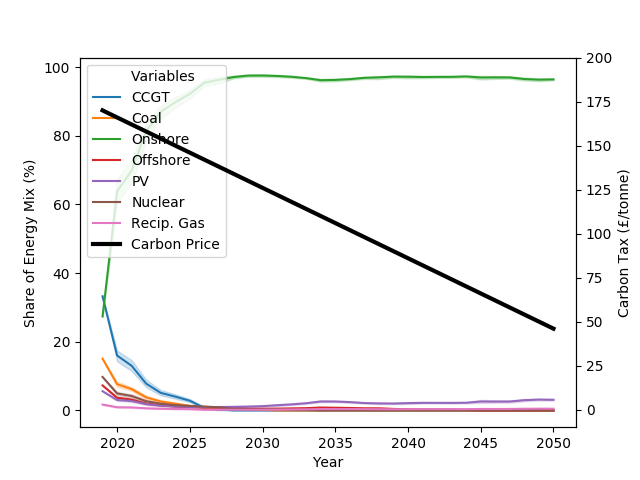 Variables
CCGT
Coal
Onshore
Offshore
PV
Nuclear
Recip. Gas
Carbon Price
Share of Energy Mix (%)
100
80
60
40
20
0
Carbon Tax (£/tonne)
200
175
150
125
100
75
50
25
0
2020 2025 2030 2035 2040 2045 2050
Year